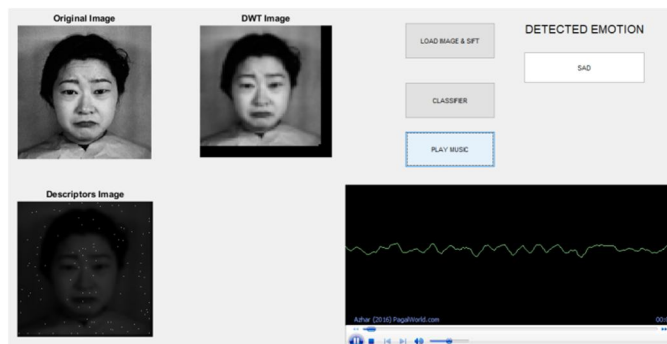 Original Image
DWT Image
LOAD IMAGE & SIFT
DETECTED EMOTION
SAD
CLASSIFIER
PLAY MUSIC
Descriptors Image
Azhar (2016) PagalWorld.com